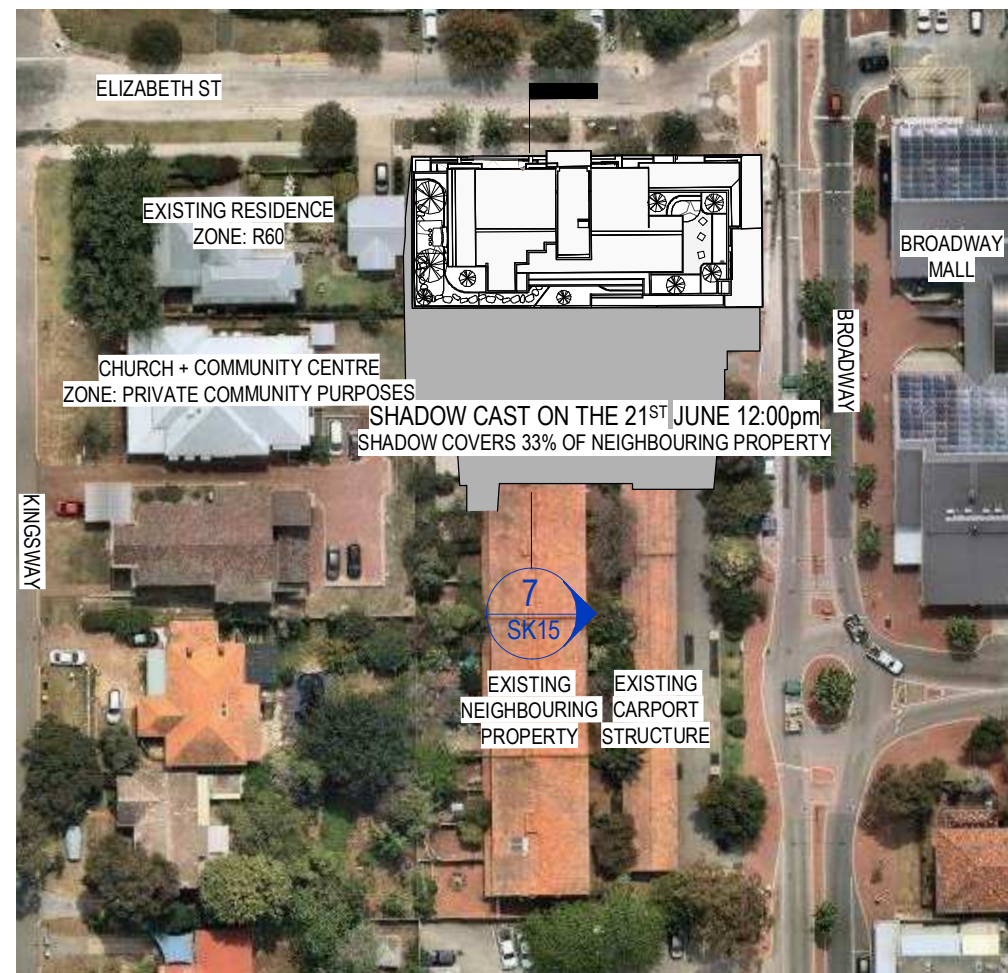 ELIZABETH ST
EXISTING RESIDENCE
ZONE: R60
BROADWAY
MALL
BROADWAY
CHURCH + COMMUNITY CENTRE
ZONE: PRIVATE COMMUNITY PURPOSES
SHADOW CAST ON THE 21ST JUNE 12:00pm
SHADOW COVERS 33% OF NEIGHBOURING PROPERTY
KINGSWAY
7
SK15
EXISTING
NEIGHBOURING
PROPERTY
EXISTING
CARPORT
STRUCTURE